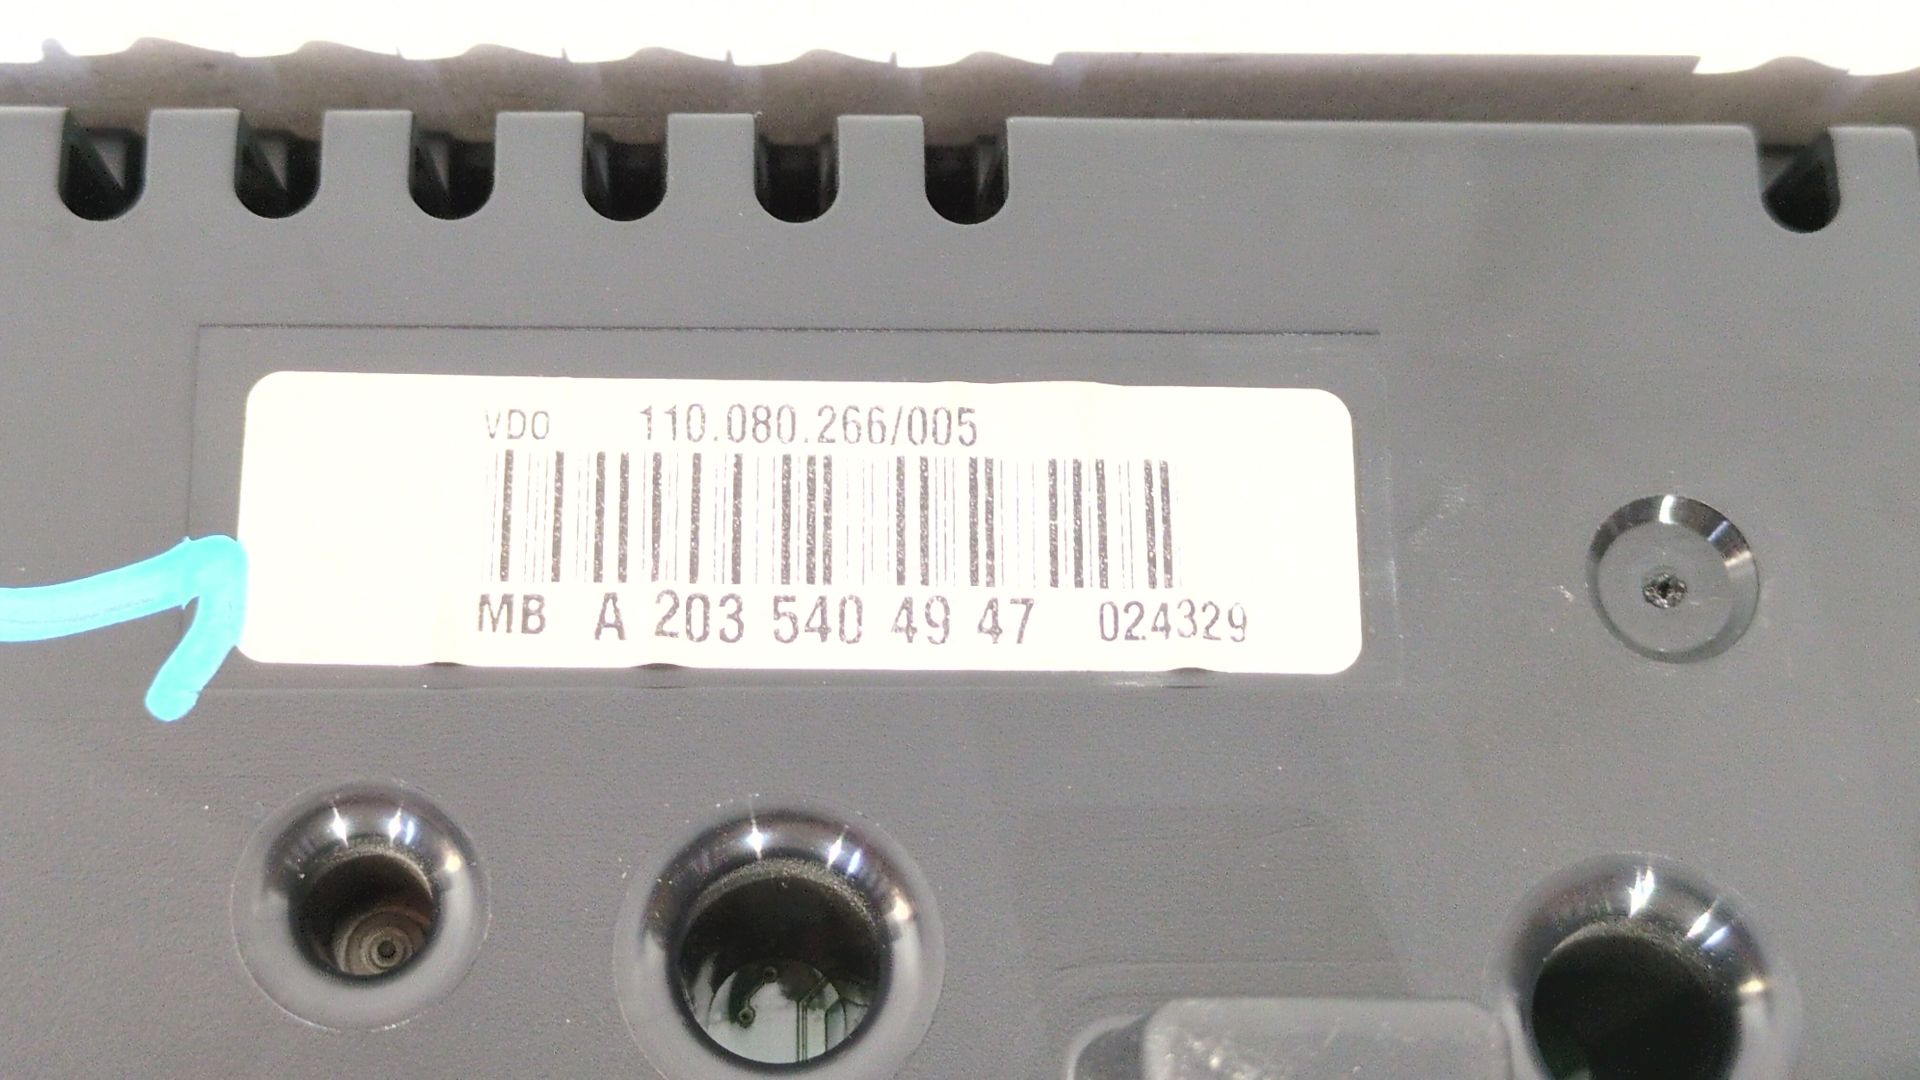 VDO 110.080.266/005
MB A 203 540 49 47 024329